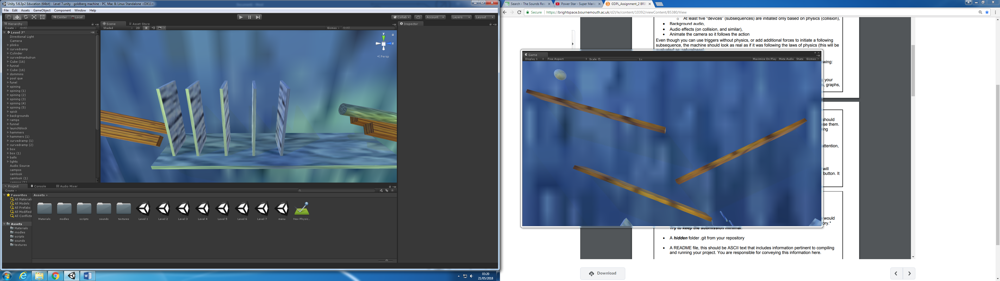 Unity 5.6.3p2 Education (64bit) - Level 7.unity - goldberg machine - PC, Mac & Linux Standalone <DX11>
File Edit Assets GameObject Component Window Help
Center Local
Collab Account Layers Layout
Hierarchy
Create All
Level 7*
Directional Light
Camera
plinko
curvedramp
Cylinder
curvedmarbulrun
Cube (16)
funnel
Cube (16)
dommins
pool que
funel
spining
spining (1)
spining (2)
spining (3)
spining (4)
spining (5)
spick
backgrounds
ramps
funnel
launchblock
hammers
hammers (1)
curvedramp (1)
curvedramp (2)
box
box (1)
balls
lights
Audio Source
campos
camlook
camlook (1)
campos (1)
Scene Asset Store
Shaded 2D Gizmos All
y
z
Persp
Inspector
Project Console Audio Mixer
Create
Favorites
All Materials
All Models
All Prefabs
All Modified
All Conflicte
Assets
Materials
modles
scripts
sounds
textures
Assets
Materials modles scripts sounds textures Level 1 Level 2 Level 3 Level 4 Level 5 Level 6 Level 7 menu New Physic...
03:20
21/05/2018
Search - The Sounds Res Power Star - Super Mario GDPL_Assignment_2 BRIE
Secure https://brightspace.bournemouth.ac.uk/d2l/le/content/10392/viewContent/85380/View
o At least five "devices" (subsequences) are initiated only based on physics (collision),
• Background audio,
• Audio effects (on collision, and similar),
• Animate the camera so it follows the action
Even though you can use triggers without physics, or add additional forces to initiate a following
subsequence, the machine should look as real as if it was following the laws of physics (this will be
wing:
your
s, graphs,
Game
Display 1 Free Aspect Scale 1x Maximize On Play Mute Audio Stats Gizmos
should
se them.
ng
attention,
will
button. It
would
ory.*
Try to keep the submission minimal.
• A hidden folder .git from your repository
• A README file, this should be ASCII text that includes information pertinent to compiling
and running your project. You are responsible for conveying this information here.
Download